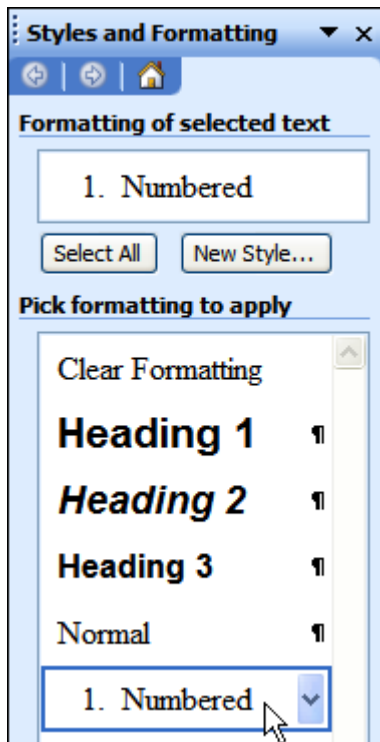 Styles and Formatting
Formatting of selected text
1. Numbered
Select All New Style...
Pick formatting to apply
Clear Formatting
Heading 1 ¶
Heading 2 ¶
Heading 3 ¶
Normal ¶
1. Numbered